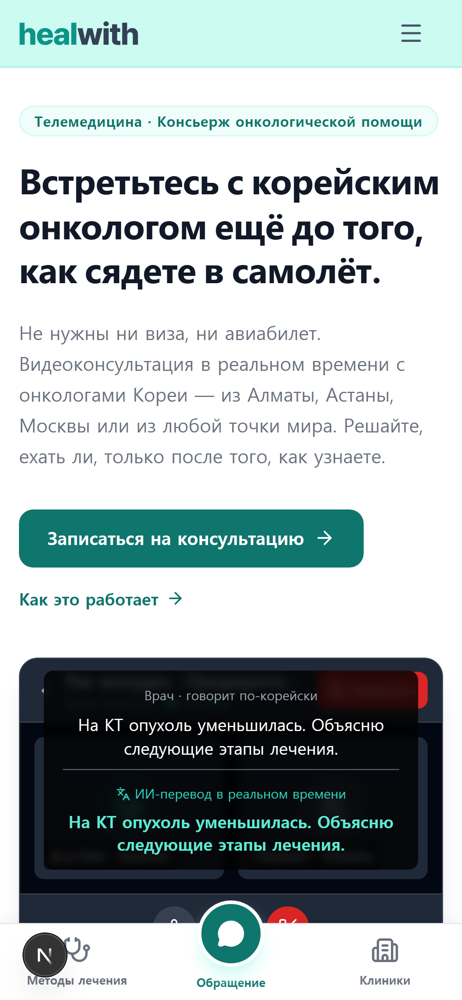 healwith
Телемедицина · Консьерж онкологической помощи
Встретьтесь с корейским
онкологом ещё до того,
как сядете в самолёт.
Не нужны ни виза, ни авиабилет.
Видеоконсультация в реальном времени с
онкологами Кореи — из Алматы, Астаны,
Москвы или из любой точки мира. Решайте,
ехать ли, только после того, как узнаете.
Записаться на консультацию
Как это работает
Врач · говорит по-корейски
На КТ опухоль уменьшилась. Объясню
следующие этапы лечения.
ИИ-перевод в реальном времени
На КТ опухоль уменьшилась. Объясню
следующие этапы лечения.
N
Методы лечения
Обращение
Клиники